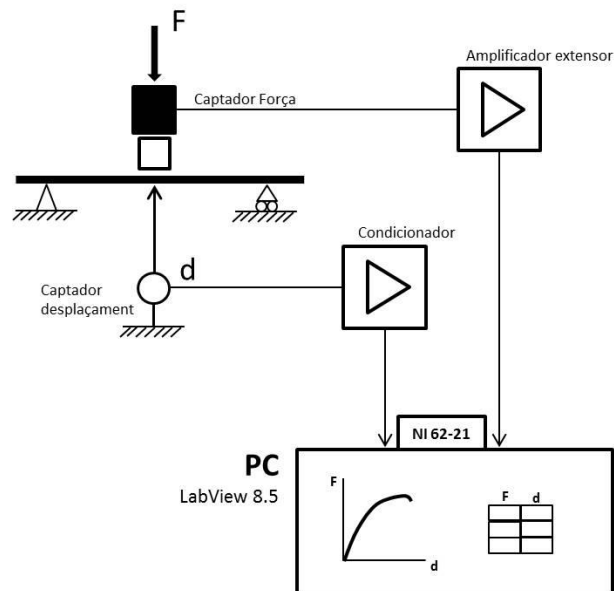 F
Amplificador extensor
Captador Força
Condicionador
d
Captador
desplaçament
NI 62-21
PC
LabView 8.5
F
d
F d